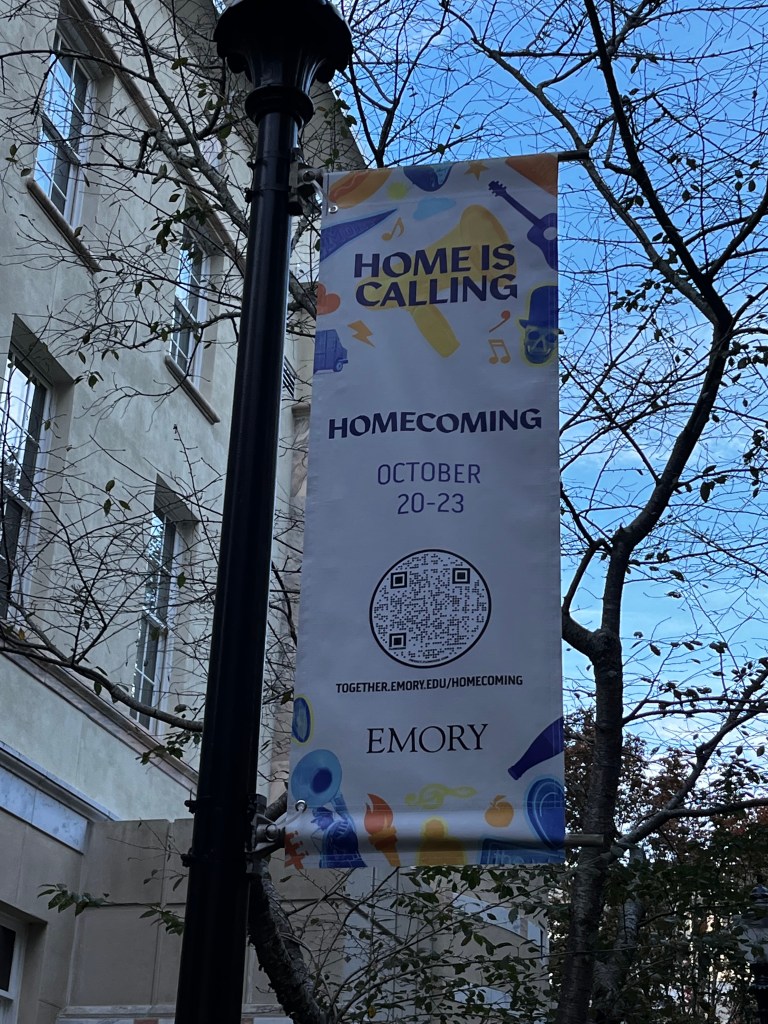 HOME IS
CALLING
HOMECOMING
OCTOBER
20-23
TOGETHER.EMORY.EDU/HOMECOMING
EMORY